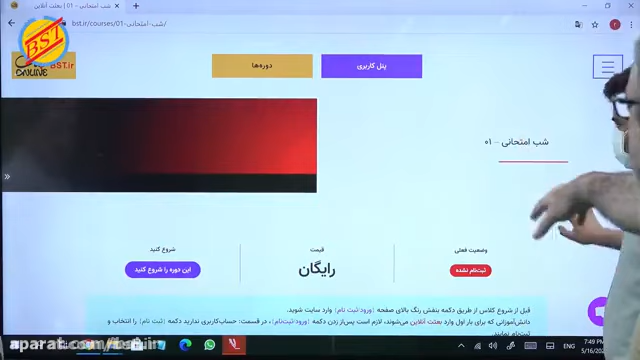 شب امتحانی - 01 | بعثت آنلاین
bst.ir/courses/01-شب-امتحانی/
BST
ONLINE
BST.ir
دوره‌ها
پنل کاربری
شب امتحانی – ۰۱
وضعیت فعلی
قیمت
شروع کنید
ثبت‌نام نشده
رایگان
این دوره را شروع کنید
قبل از شروع کلاس از طریق دکمه بنفش رنگ بالای صفحه (ورود/ثبت نام) وارد سایت شوید.
دانش‌آموزانی که برای بار اول وارد بعثت آنلاین می‌شوند، لازم است پس‌از زدن دکمه (ورود/ثبت‌نام) ، در قسمت: حساب‌کاربری ندارید دکمه (ثبت نام) را انتخاب و
ثبت‌نام نمایند.
aparat.com/
ENG
7:49 PM
5/16/